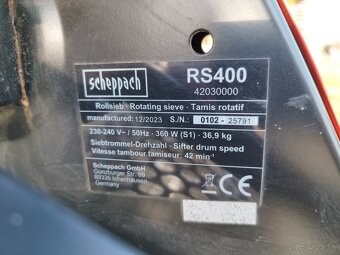 scheppach
RS400
42030000
Rollsieb - Rotating sieve - Tamis rotatif
manufactured: 12/2023 S./N.: 0102 - 25791
230-240 V~ / 50Hz · 360 W (S1) · 36,9 kg
Siebtrommel-Drehzahl · Sifter drum speed
Vitesse tambour tamiseur: 42 min⁻¹
Scheppach GmbH
Günzburger Str. 69
89335 Ichenhausen
Germany